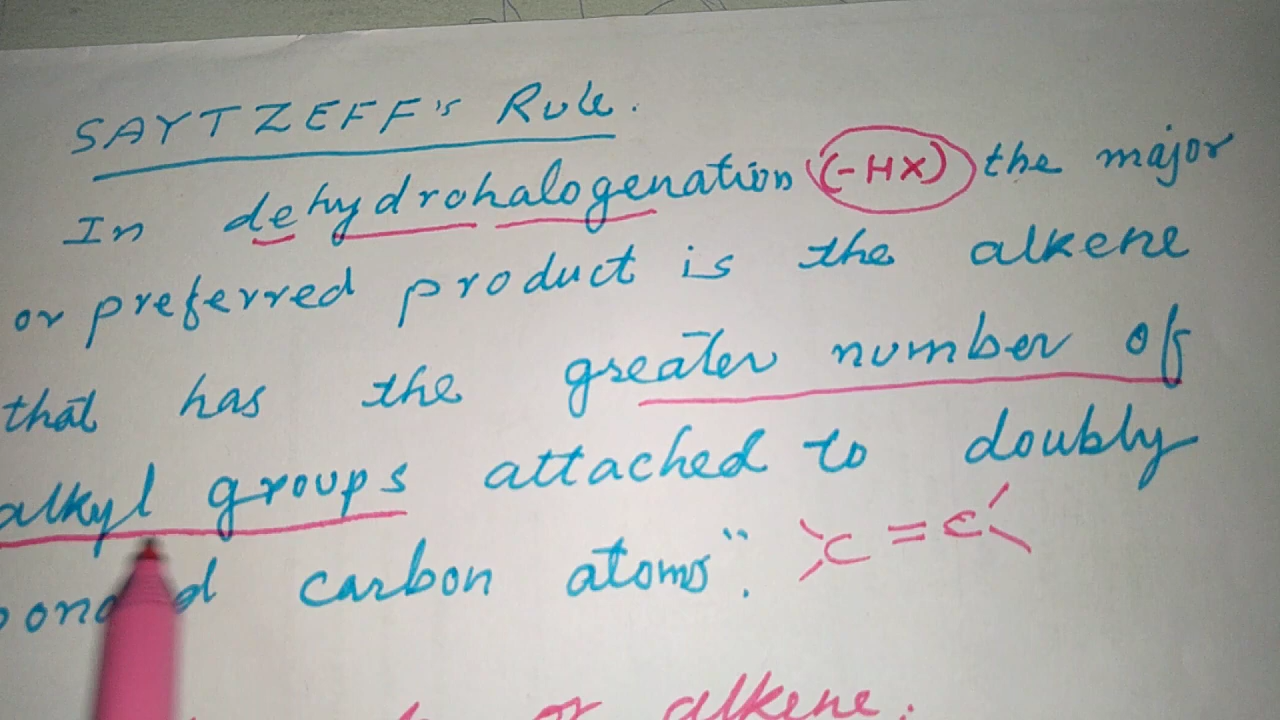 SAYTZEFF's Rule.
In dehydrohalogenation (-HX) the major
or preferred product is the alkene
that has the greater number of
alkyl groups attached to doubly
carbon atoms".
C = C
or alkene.